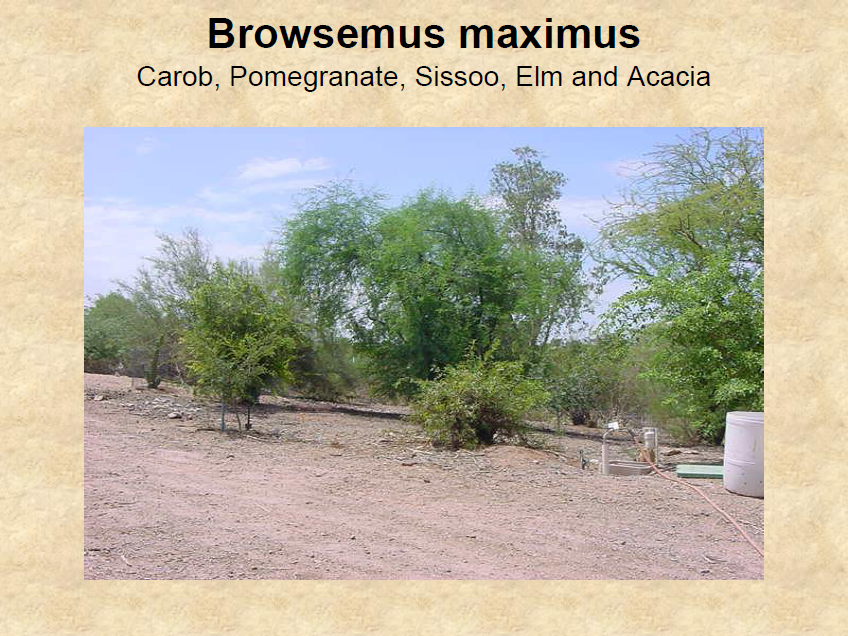 Browsemus maximus
Carob, Pomegranate, Sissoo, Elm and Acacia